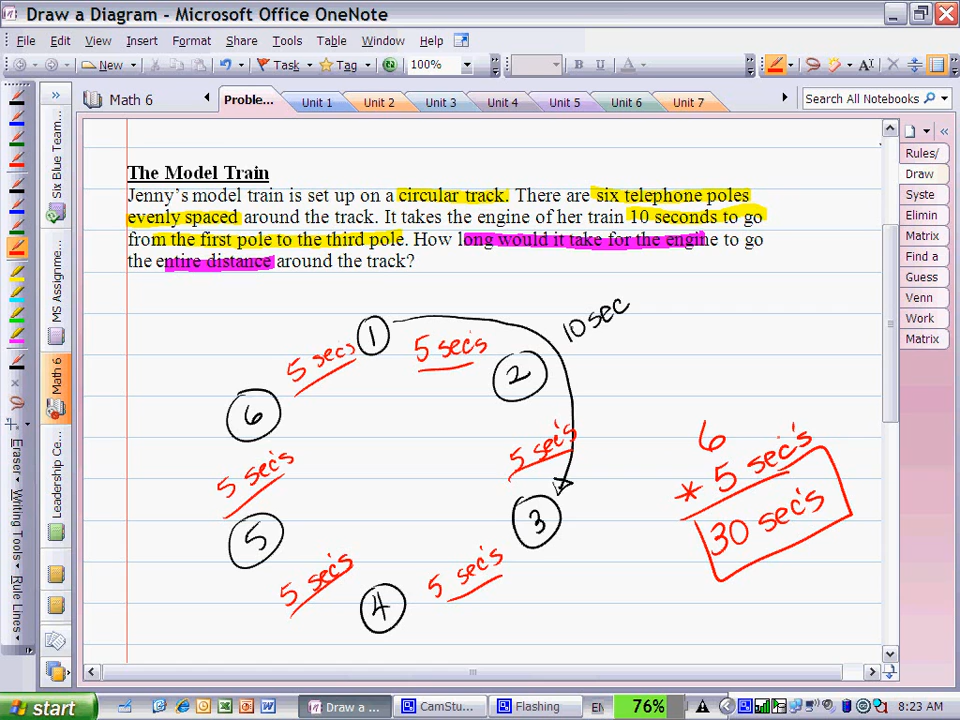 Draw a Diagram - Microsoft Office OneNote
File Edit View Insert Format Share Tools Table Window Help
New Task Tag 100% B U A
Math 6 Proble... Unit 1 Unit 2 Unit 3 Unit 4 Unit 5 Unit 6 Unit 7 Search All Notebooks
Six Blue Team...
MS Assignme...
Math 6
Leadership Ce...
Eraser
Writing Tools
Rule Lines
Rules/
Draw
Syste
Elimin
Matrix
Find a
Guess
Venn
Work
Matrix
The Model Train
Jenny's model train is set up on a circular track. There are six telephone poles
evenly spaced around the track. It takes the engine of her train 10 seconds to go
from the first pole to the third pole. How long would it take for the engine to go
the entire distance around the track?
10 sec
1
5 sec's
5 sec's
2
6
5 sec's
5 sec's
3
5
5 sec's
5 sec's
4
6
* 5 sec's
30 sec's
start Draw a ... CamStu... Flashing EN 76% 8:23 AM